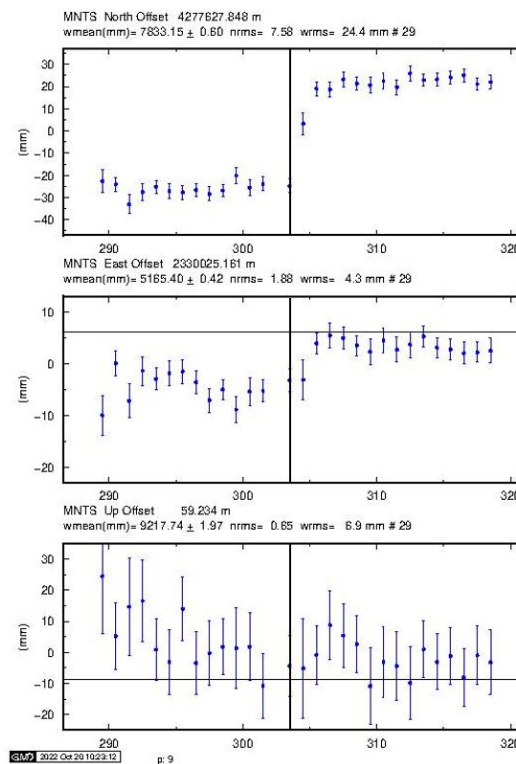 MNTS North Offset 4277627.848 m
wmean(mm)= 7833.15 ± 0.60 nrms= 7.58 wrms= 24.4 mm # 29
30
20
10
0
−10
−20
−30
−40
(mm)
290 300 310 320
MNTS East Offset 2330025.161 m
wmean(mm)= 5165.40 ± 0.42 nrms= 1.88 wrms= 4.3 mm # 29
10
0
−10
−20
(mm)
290 300 310 320
MNTS Up Offset 59.234 m
wmean(mm)= 9217.74 ± 1.97 nrms= 0.65 wrms= 6.9 mm # 29
30
20
10
0
−10
−20
(mm)
290 300 310 320
GMD 2022 Oct 20 10:23:12 p: 9